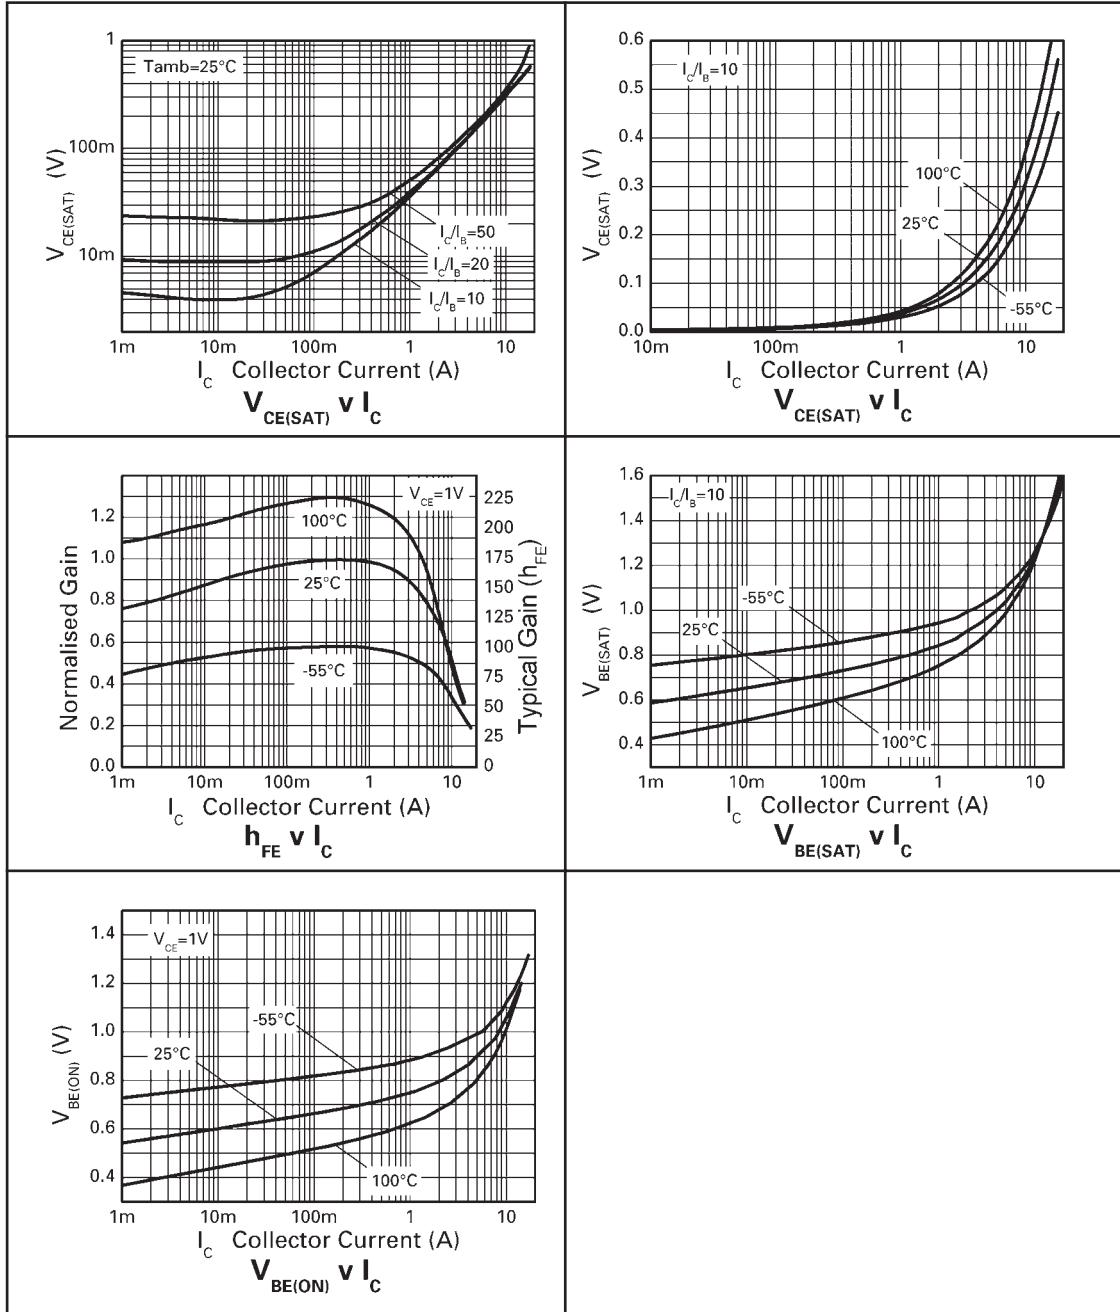 1
Tamb=25°C
100m
10m
V_CE(SAT) (V)
I_C/I_B=50
I_C/I_B=20
I_C/I_B=10
1m 10m 100m 1 10
I_C Collector Current (A)
V_CE(SAT) v I_C
0.6
0.5
0.4
0.3
0.2
0.1
0.0
I_C/I_B=10
V_CE(SAT) (V)
100°C
25°C
-55°C
10m 100m 1 10
I_C Collector Current (A)
V_CE(SAT) v I_C
1.2
1.0
0.8
0.6
0.4
0.2
0.0
Normalised Gain
V_CE=1V
100°C
25°C
-55°C
225
200
175
150
125
100
75
50
25
0
Typical Gain (h_FE)
1m 10m 100m 1 10
I_C Collector Current (A)
h_FE v I_C
1.6
1.4
1.2
1.0
0.8
0.6
0.4
I_C/I_B=10
V_BE(SAT) (V)
-55°C
25°C
100°C
1m 10m 100m 1 10
I_C Collector Current (A)
V_BE(SAT) v I_C
1.4
1.2
1.0
0.8
0.6
0.4
V_CE=1V
V_BE(ON) (V)
-55°C
25°C
100°C
1m 10m 100m 1 10
I_C Collector Current (A)
V_BE(ON) v I_C